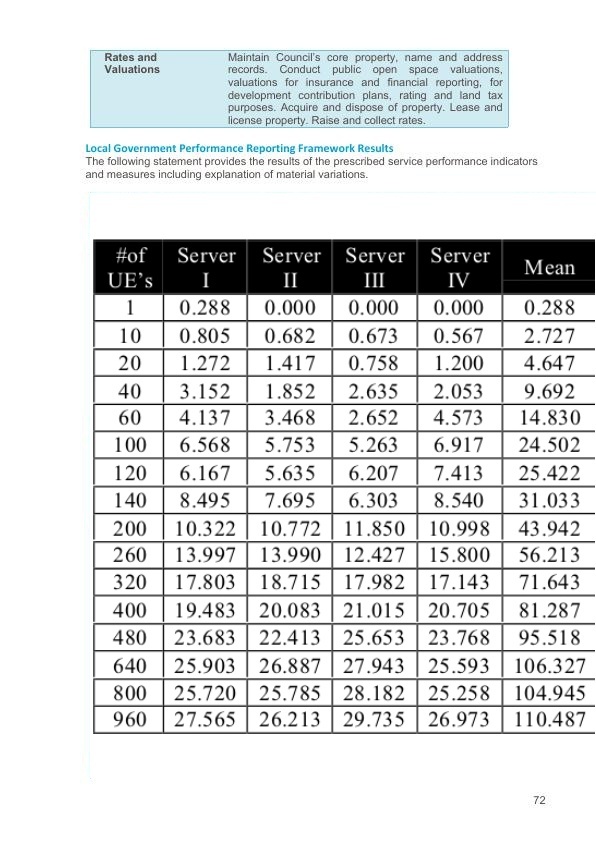 Rates and Valuations
Maintain Council's core property, name and address
records. Conduct public open space valuations,
valuations for insurance and financial reporting, for
development contribution plans, rating and land tax
purposes. Acquire and dispose of property. Lease and
license property. Raise and collect rates.
Local Government Performance Reporting Framework Results
The following statement provides the results of the prescribed service performance indicators
and measures including explanation of material variations.
#of UE's Server I Server II Server III Server IV Mean
1 0.288 0.000 0.000 0.000 0.288
10 0.805 0.682 0.673 0.567 2.727
20 1.272 1.417 0.758 1.200 4.647
40 3.152 1.852 2.635 2.053 9.692
60 4.137 3.468 2.652 4.573 14.830
100 6.568 5.753 5.263 6.917 24.502
120 6.167 5.635 6.207 7.413 25.422
140 8.495 7.695 6.303 8.540 31.033
200 10.322 10.772 11.850 10.998 43.942
260 13.997 13.990 12.427 15.800 56.213
320 17.803 18.715 17.982 17.143 71.643
400 19.483 20.083 21.015 20.705 81.287
480 23.683 22.413 25.653 23.768 95.518
640 25.903 26.887 27.943 25.593 106.327
800 25.720 25.785 28.182 25.258 104.945
960 27.565 26.213 29.735 26.973 110.487
72